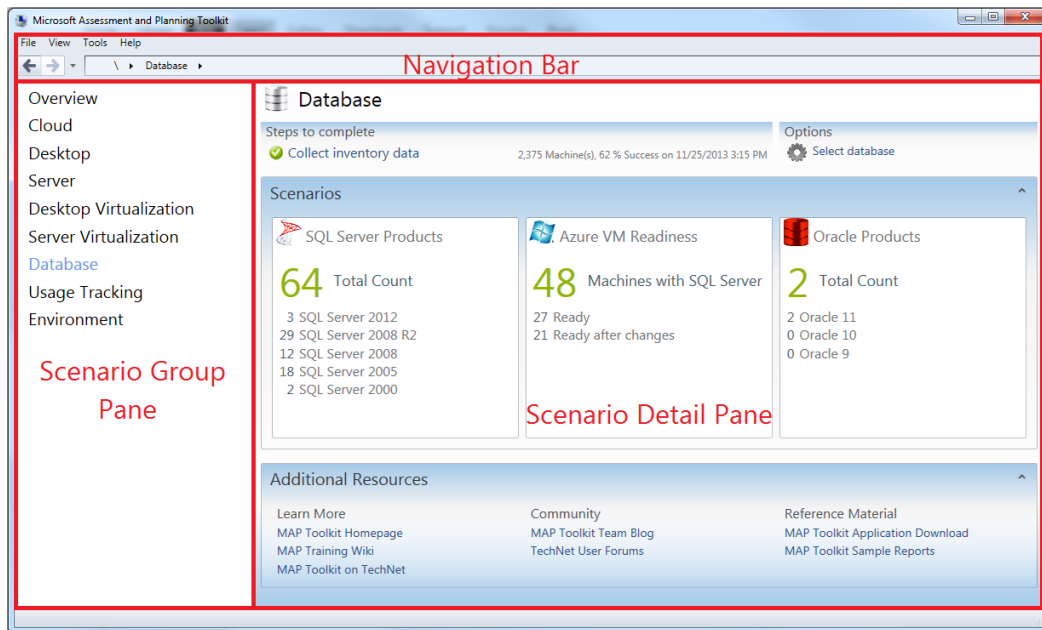 Microsoft Assessment and Planning Toolkit
File View Tools Help
\ Database
Navigation Bar
Overview
Cloud
Desktop
Server
Desktop Virtualization
Server Virtualization
Database
Usage Tracking
Environment
Scenario Group
Pane
Database
Steps to complete
Collect inventory data
2,375 Machine(s), 62 % Success on 11/25/2013 3:15 PM
Options
Select database
Scenarios
SQL Server Products
64 Total Count
3 SQL Server 2012
29 SQL Server 2008 R2
12 SQL Server 2008
18 SQL Server 2005
2 SQL Server 2000
Azure VM Readiness
48 Machines with SQL Server
27 Ready
21 Ready after changes
Scenario Detail Pane
Oracle Products
2 Total Count
2 Oracle 11
0 Oracle 10
0 Oracle 9
Additional Resources
Learn More
MAP Toolkit Homepage
MAP Training Wiki
MAP Toolkit on TechNet
Community
MAP Toolkit Team Blog
TechNet User Forums
Reference Material
MAP Toolkit Application Download
MAP Toolkit Sample Reports